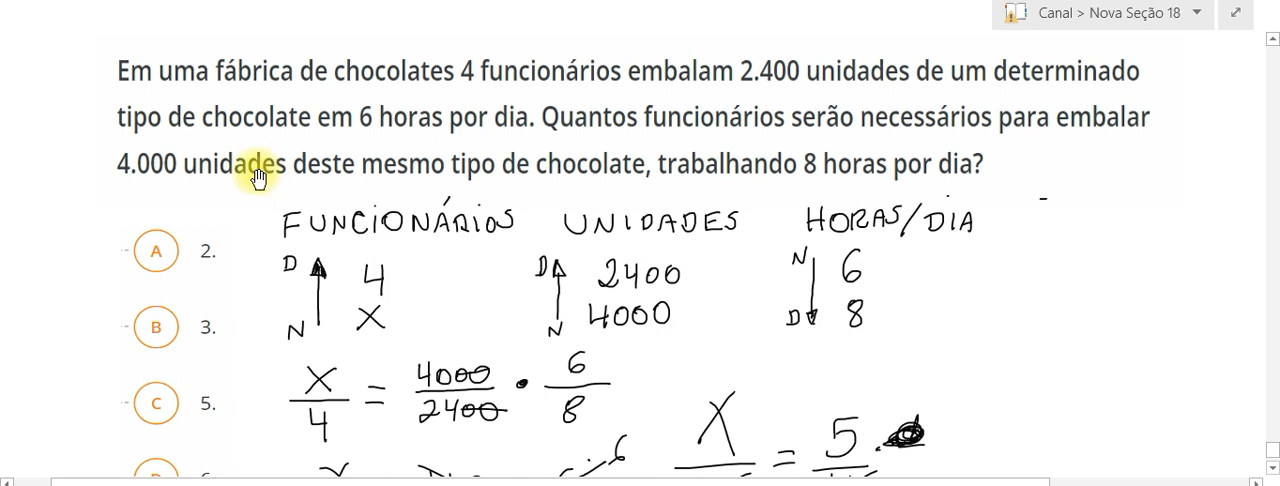 Canal > Nova Seção 18
Em uma fábrica de chocolates 4 funcionários embalam 2.400 unidades de um determinado
tipo de chocolate em 6 horas por dia. Quantos funcionários serão necessários para embalar
4.000 unidades deste mesmo tipo de chocolate, trabalhando 8 horas por dia?
FUNCIONÁRIOS UNIDADES HORAS/DIA
A 2.
D 4 D 2400 N 6
B 3.
N X N 4000 D 8
X/4 = 4000/2400 · 6/8
C 5.
X = 5 ·
6